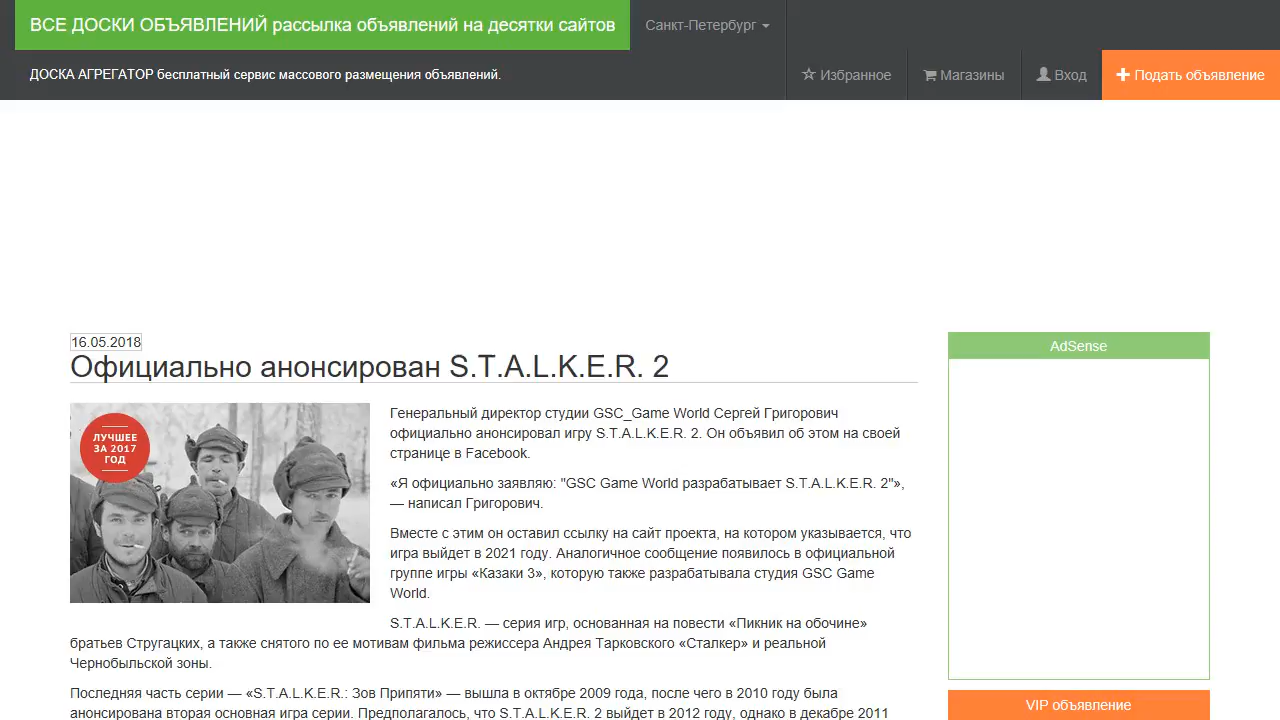 ВСЕ ДОСКИ ОБЪЯВЛЕНИЙ рассылка объявлений на десятки сайтов
Санкт-Петербург
ДОСКА АГРЕГАТОР бесплатный сервис массового размещения объявлений.
Избранное
Магазины
Вход
Подать объявление
16.05.2018
Официально анонсирован S.T.A.L.K.E.R. 2
ЛУЧШЕЕ
ЗА 2017
ГОД
Генеральный директор студии GSC_Game World Сергей Григорович
официально анонсировал игру S.T.A.L.K.E.R. 2. Он объявил об этом на своей
странице в Facebook.
«Я официально заявляю: "GSC Game World разрабатывает S.T.A.L.K.E.R. 2"»,
— написал Григорович.
Вместе с этим он оставил ссылку на сайт проекта, на котором указывается, что
игра выйдет в 2021 году. Аналогичное сообщение появилось в официальной
группе игры «Казаки 3», которую также разрабатывала студия GSC Game
World.
S.T.A.L.K.E.R. — серия игр, основанная на повести «Пикник на обочине»
братьев Стругацких, а также снятого по ее мотивам фильма режиссера Андрея Тарковского «Сталкер» и реальной
Чернобыльской зоны.
Последняя часть серии — «S.T.A.L.K.E.R.: Зов Припяти» — вышла в октябре 2009 года, после чего в 2010 году была
анонсирована вторая основная игра серии. Предполагалось, что S.T.A.L.K.E.R. 2 выйдет в 2012 году, однако в декабре 2011
AdSense
VIP объявление